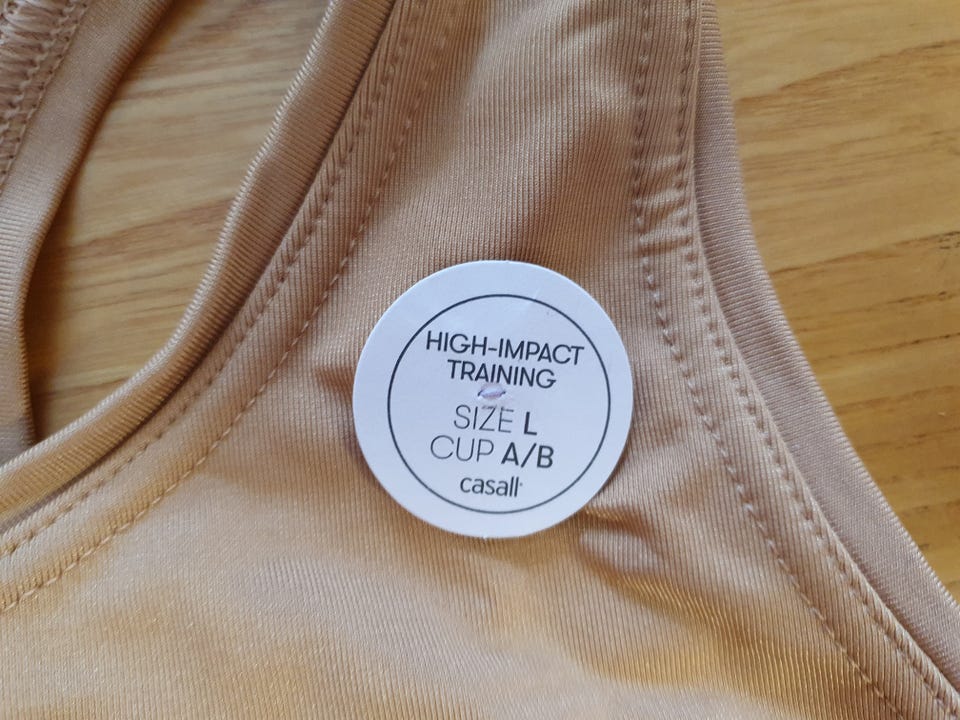 HIGH-IMPACT
TRAINING
SIZE L
CUP A/B
casall